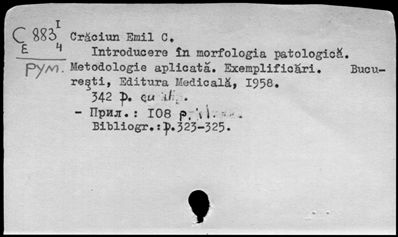 C 883 I
E 4
РУМ.
Crăciun Emil C.
Introducere în morfologia patologică.
Metodologie aplicată. Exemplificări. Bucu-
reşti, Editura Medicală, 1958.
342 p. cu
- Прил.: 108 p.
Bibliogr.: p.323-325.